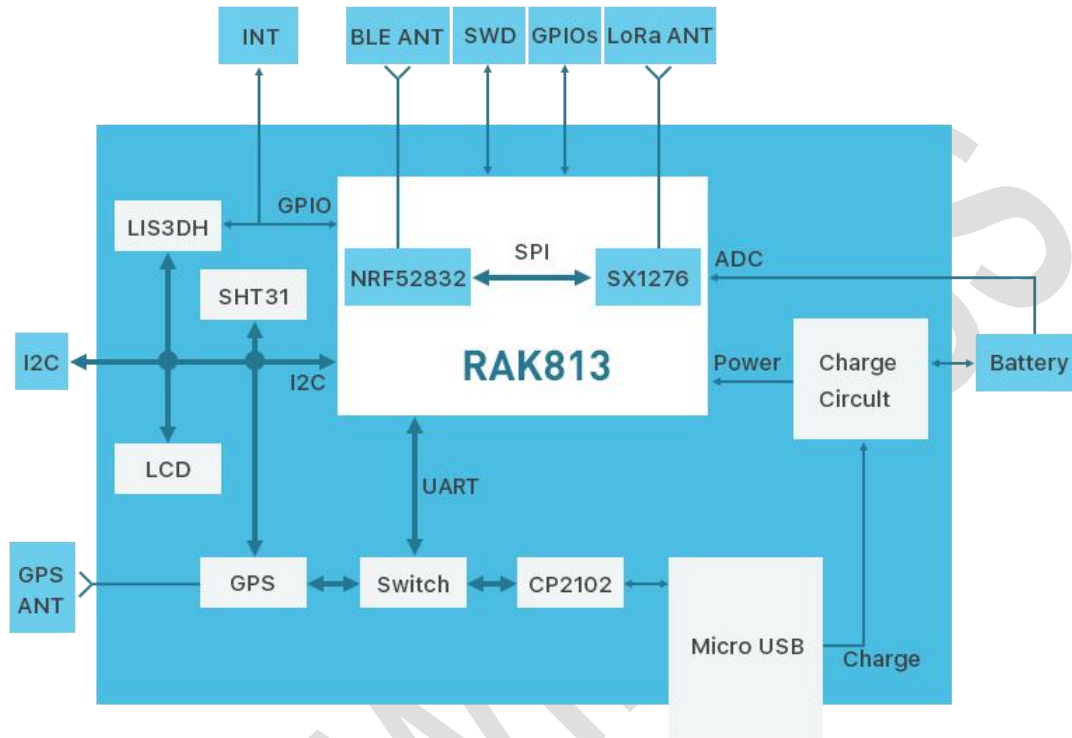 INT
BLE ANT
SWD
GPIOs
LoRa ANT
GPIO
LIS3DH
SPI
NRF52832
SX1276
ADC
SHT31
I2C
I2C
RAK813
Power
Charge
Circult
Battery
LCD
UART
GPS
ANT
GPS
Switch
CP2102
Micro USB
Charge